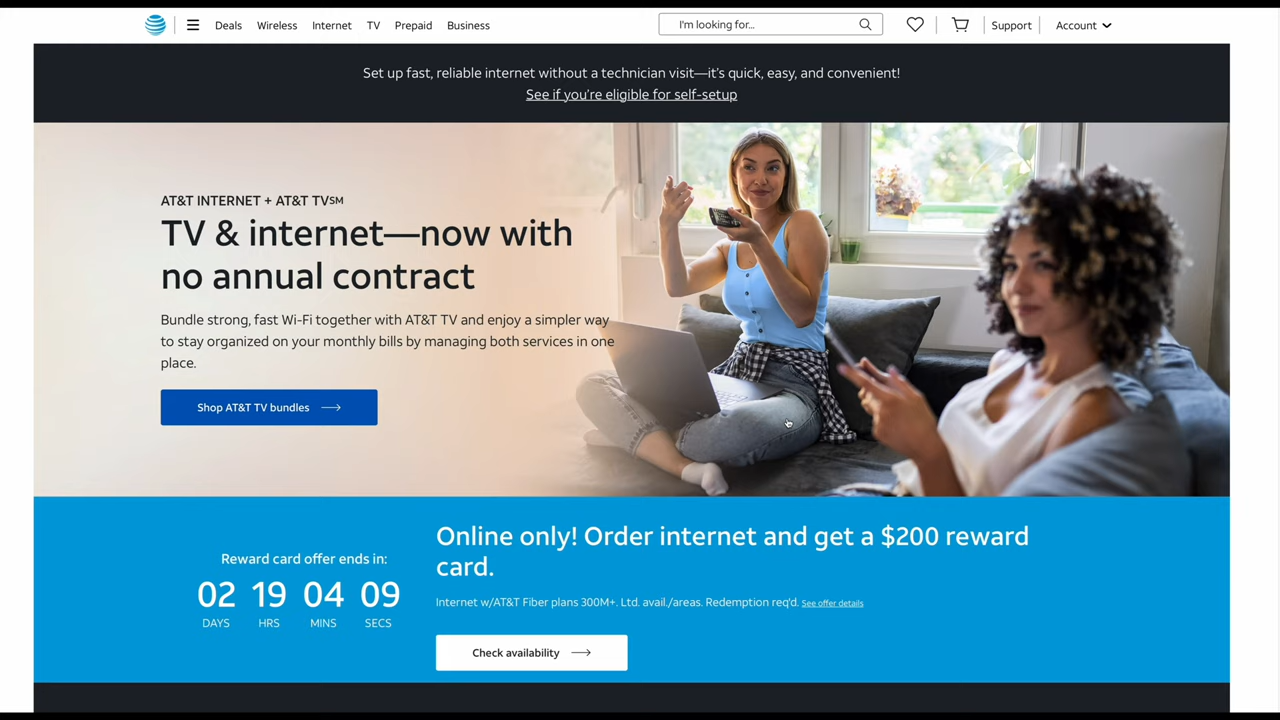 Deals Wireless Internet TV Prepaid Business I'm looking for... Support Account
Set up fast, reliable internet without a technician visit—it's quick, easy, and convenient!
See if you're eligible for self-setup
AT&T INTERNET + AT&T TV℠
TV & internet—now with
no annual contract
Bundle strong, fast Wi-Fi together with AT&T TV and enjoy a simpler way
to stay organized on your monthly bills by managing both services in one
place.
Shop AT&T TV bundles
Reward card offer ends in:
02 19 04 09
DAYS HRS MINS SECS
Online only! Order internet and get a $200 reward
card.
Internet w/AT&T Fiber plans 300M+. Ltd. avail./areas. Redemption req'd. See offer details
Check availability